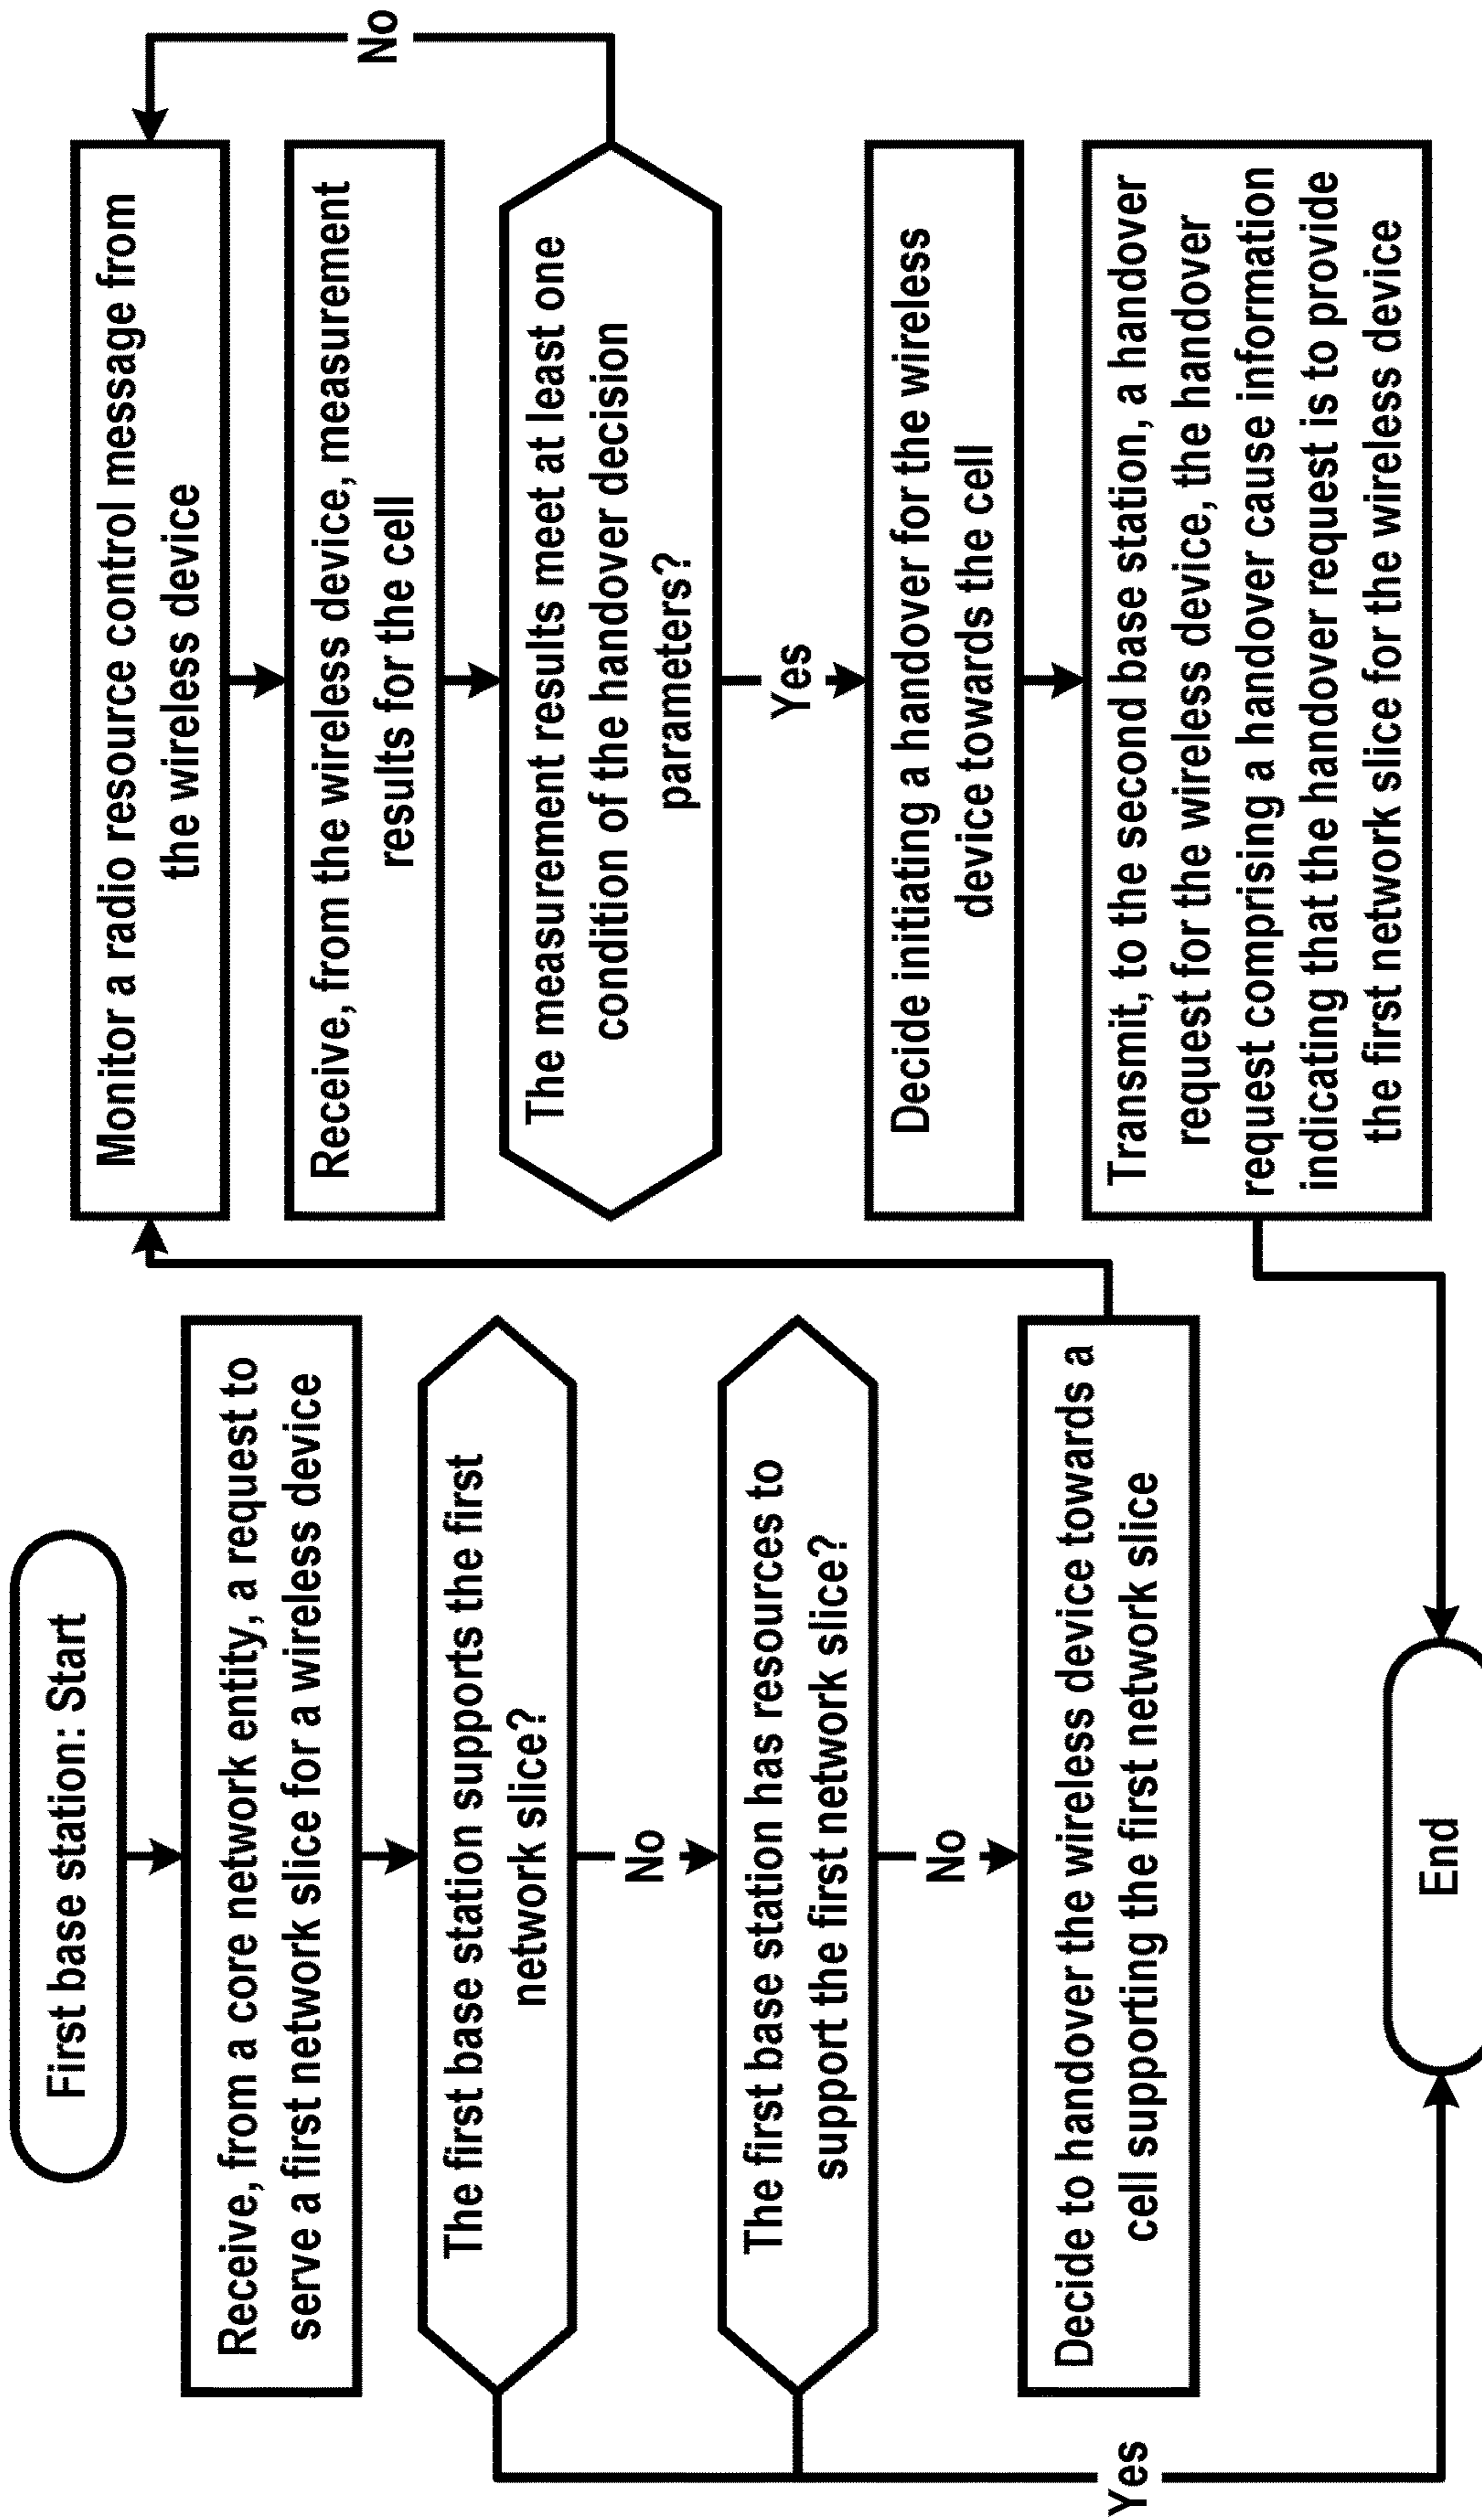 First base station: Start
Receive, from a core network entity, a request to
serve a first network slice for a wireless device
The first base station supports the first
network slice?
No
The first base station has resources to
support the first network slice?
No
Decide to handover the wireless device towards a
cell supporting the first network slice
Yes
End
Monitor a radio resource control message from
the wireless device
Receive, from the wireless device, measurement
results for the cell
The measurement results meet at least one
condition of the handover decision
parameters?
No
Yes
Decide initiating a handover for the wireless
device towards the cell
Transmit, to the second base station, a handover
request for the wireless device, the handover
request comprising a handover cause information
indicating that the handover request is to provide
the first network slice for the wireless device